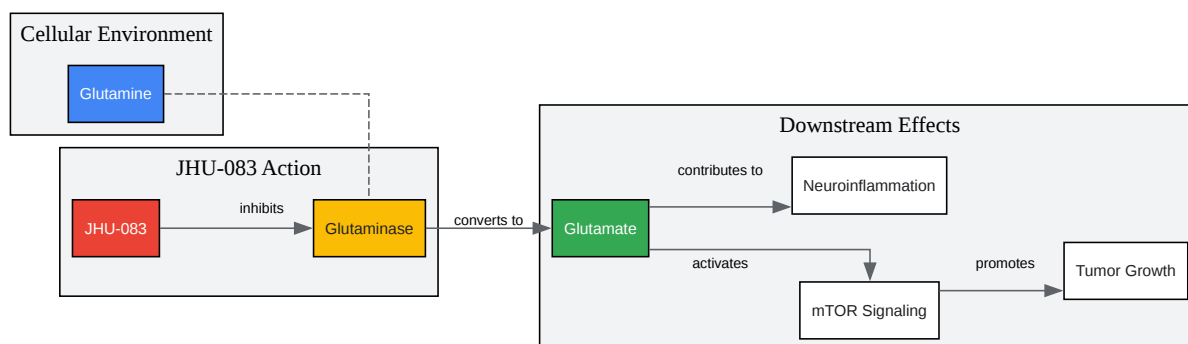 Cellular Environment
Glutamine
JHU-083 Action
JHU-083
inhibits
Glutaminase
converts to
Downstream Effects
Glutamate
contributes to
Neuroinflammation
activates
mTOR Signaling
promotes
Tumor Growth